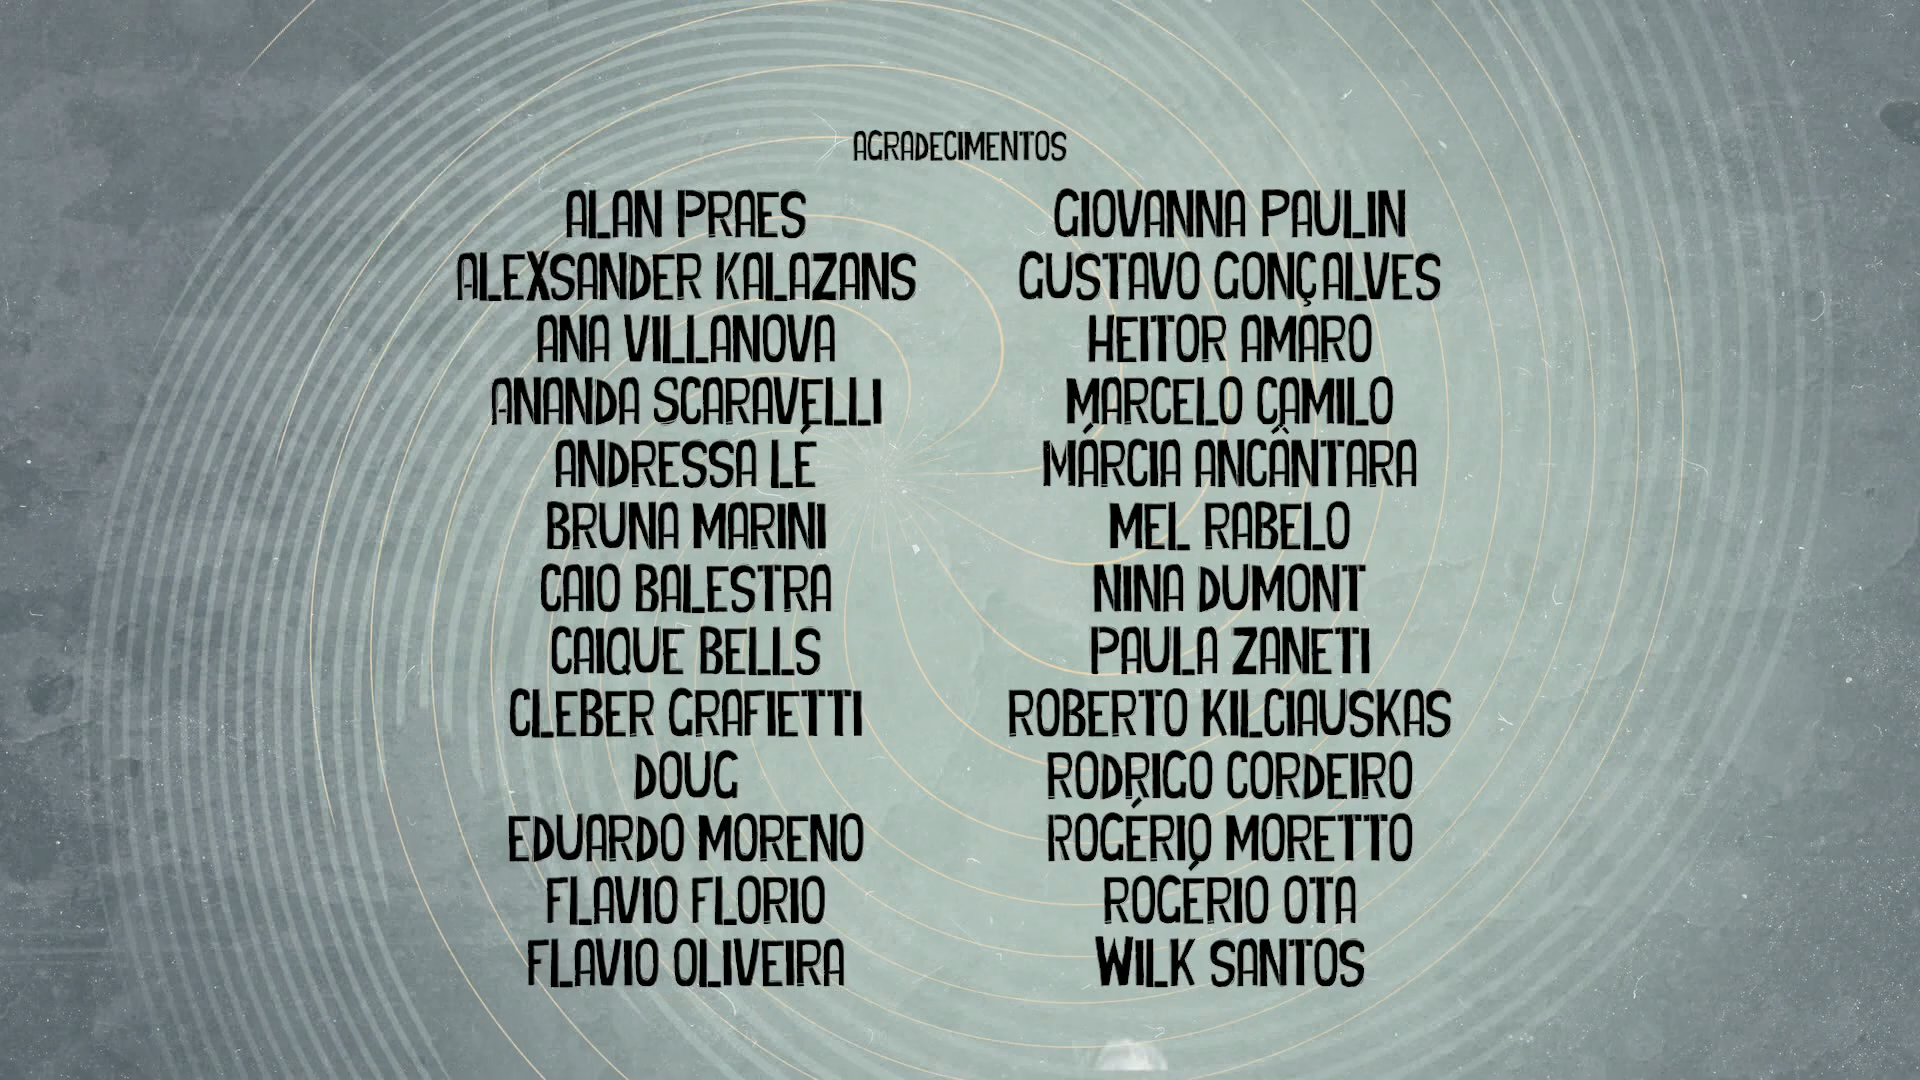 AGRADECIMENTOS
ALAN PRAES
ALEXSANDER KALAZANS
ANA VILLANOVA
ANANDA SCARAVELLI
ANDRESSA LÉ
BRUNA MARINI
CAIO BALESTRA
CAIQUE BELLS
CLEBER GRAFIETTI
DOUG
EDUARDO MORENO
FLAVIO FLORIO
FLAVIO OLIVEIRA
GIOVANNA PAULIN
GUSTAVO GONÇALVES
HEITOR AMARO
MARCELO CAMILO
MÁRCIA ANCÂNTARA
MEL RABELO
NINA DUMONT
PAULA ZANETI
ROBERTO KILCIAUSKAS
RODRIGO CORDEIRO
ROGÉRIO MORETTO
ROGÉRIO OTA
WILK SANTOS